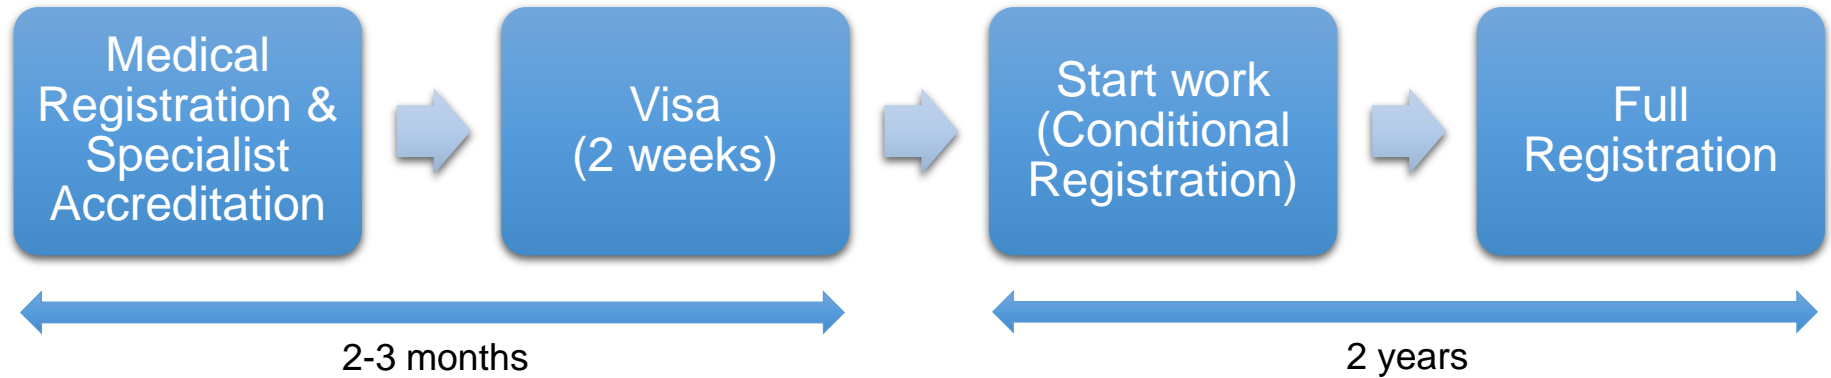 Medical
Registration &
Specialist
Accreditation
Visa
(2 weeks)
Start work
(Conditional
Registration)
Full
Registration
2-3 months
2 years